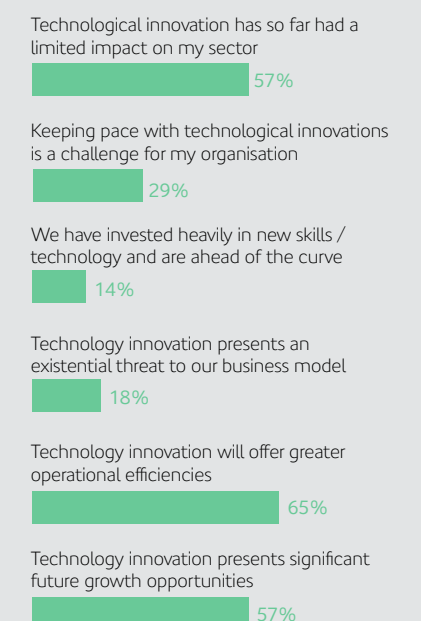 Technological innovation has so far had a
limited impact on my sector
57%
Keeping pace with technological innovations
is a challenge for my organisation
29%
We have invested heavily in new skills /
technology and are ahead of the curve
14%
Technology innovation presents an
existential threat to our business model
18%
Technology innovation will offer greater
operational efficiencies
65%
Technology innovation presents significant
future growth opportunities
57%